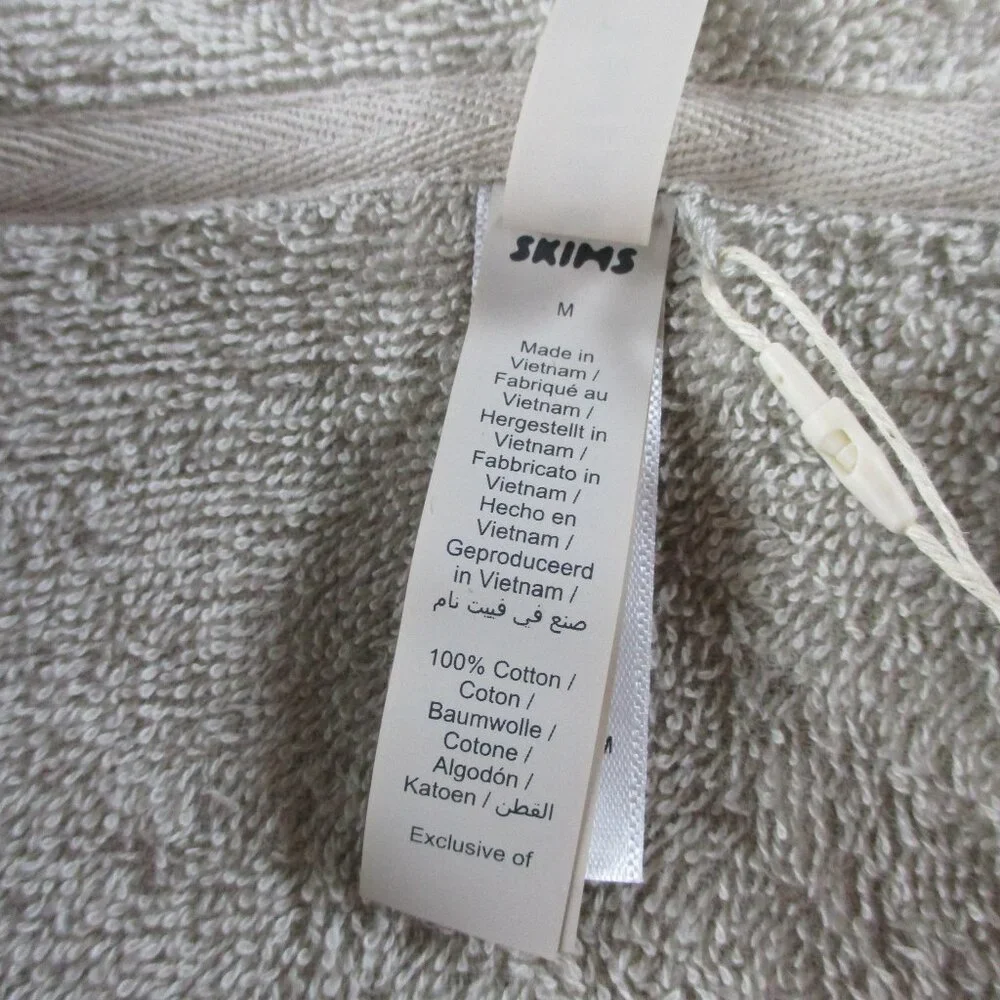 SKIMS
M
Made in
Vietnam /
Fabriqué au
Vietnam /
Hergestellt in
Vietnam /
Fabbricato in
Vietnam /
Hecho en
Vietnam /
Geproduceerd
in Vietnam /
صنع في فييت نام
100% Cotton /
Coton /
Baumwolle /
Cotone /
Algodón /
Katoen / القطن
Exclusive of
M